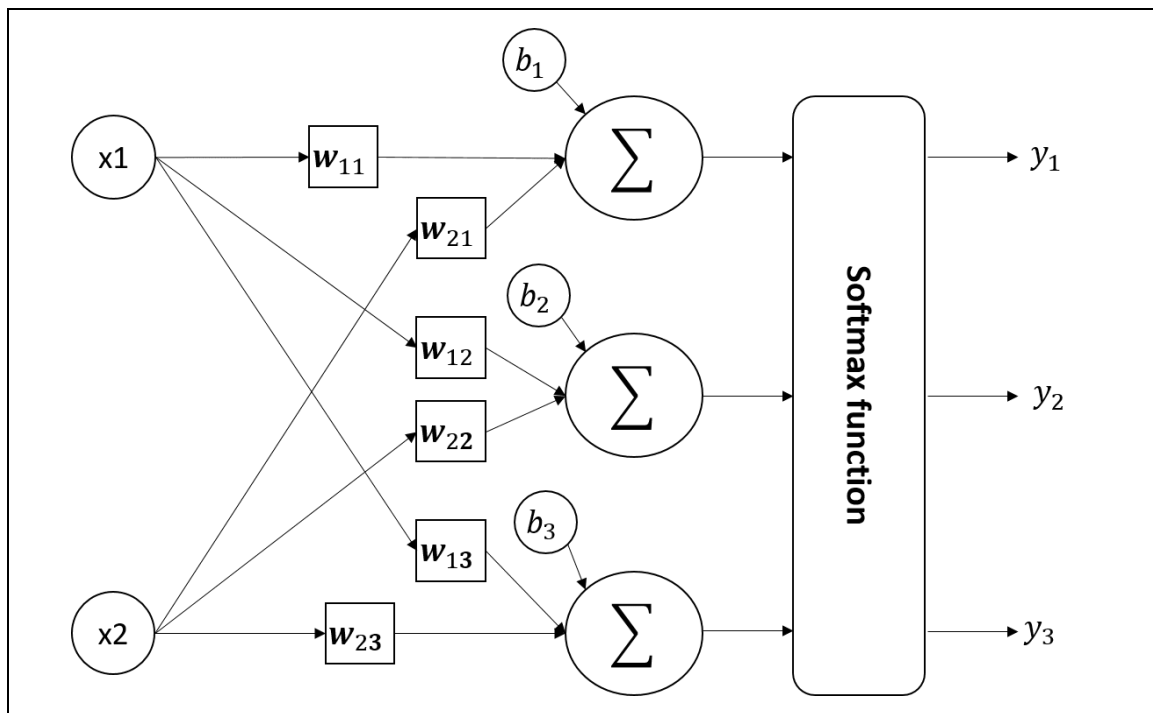 b₁
x1
w₁₁
∑
y₁
w₂₁
b₂
w₁₂
∑
y₂
w₂₂
Softmax function
b₃
w₁₃
x2
w₂₃
∑
y₃